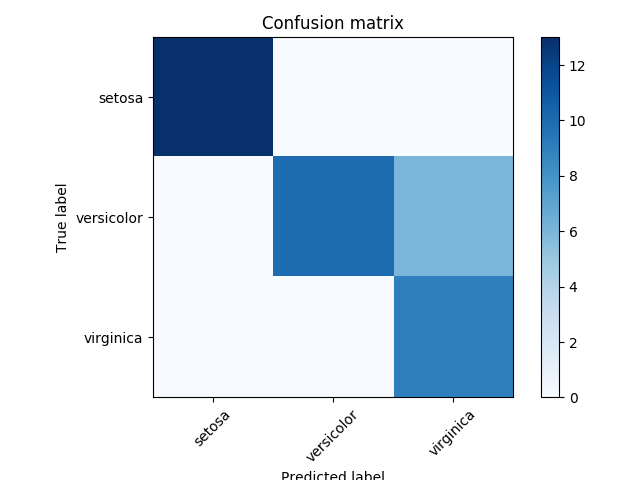 Confusion matrix
True label
setosa
versicolor
virginica
setosa
versicolor
virginica
Predicted label
12
10
8
6
4
2
0